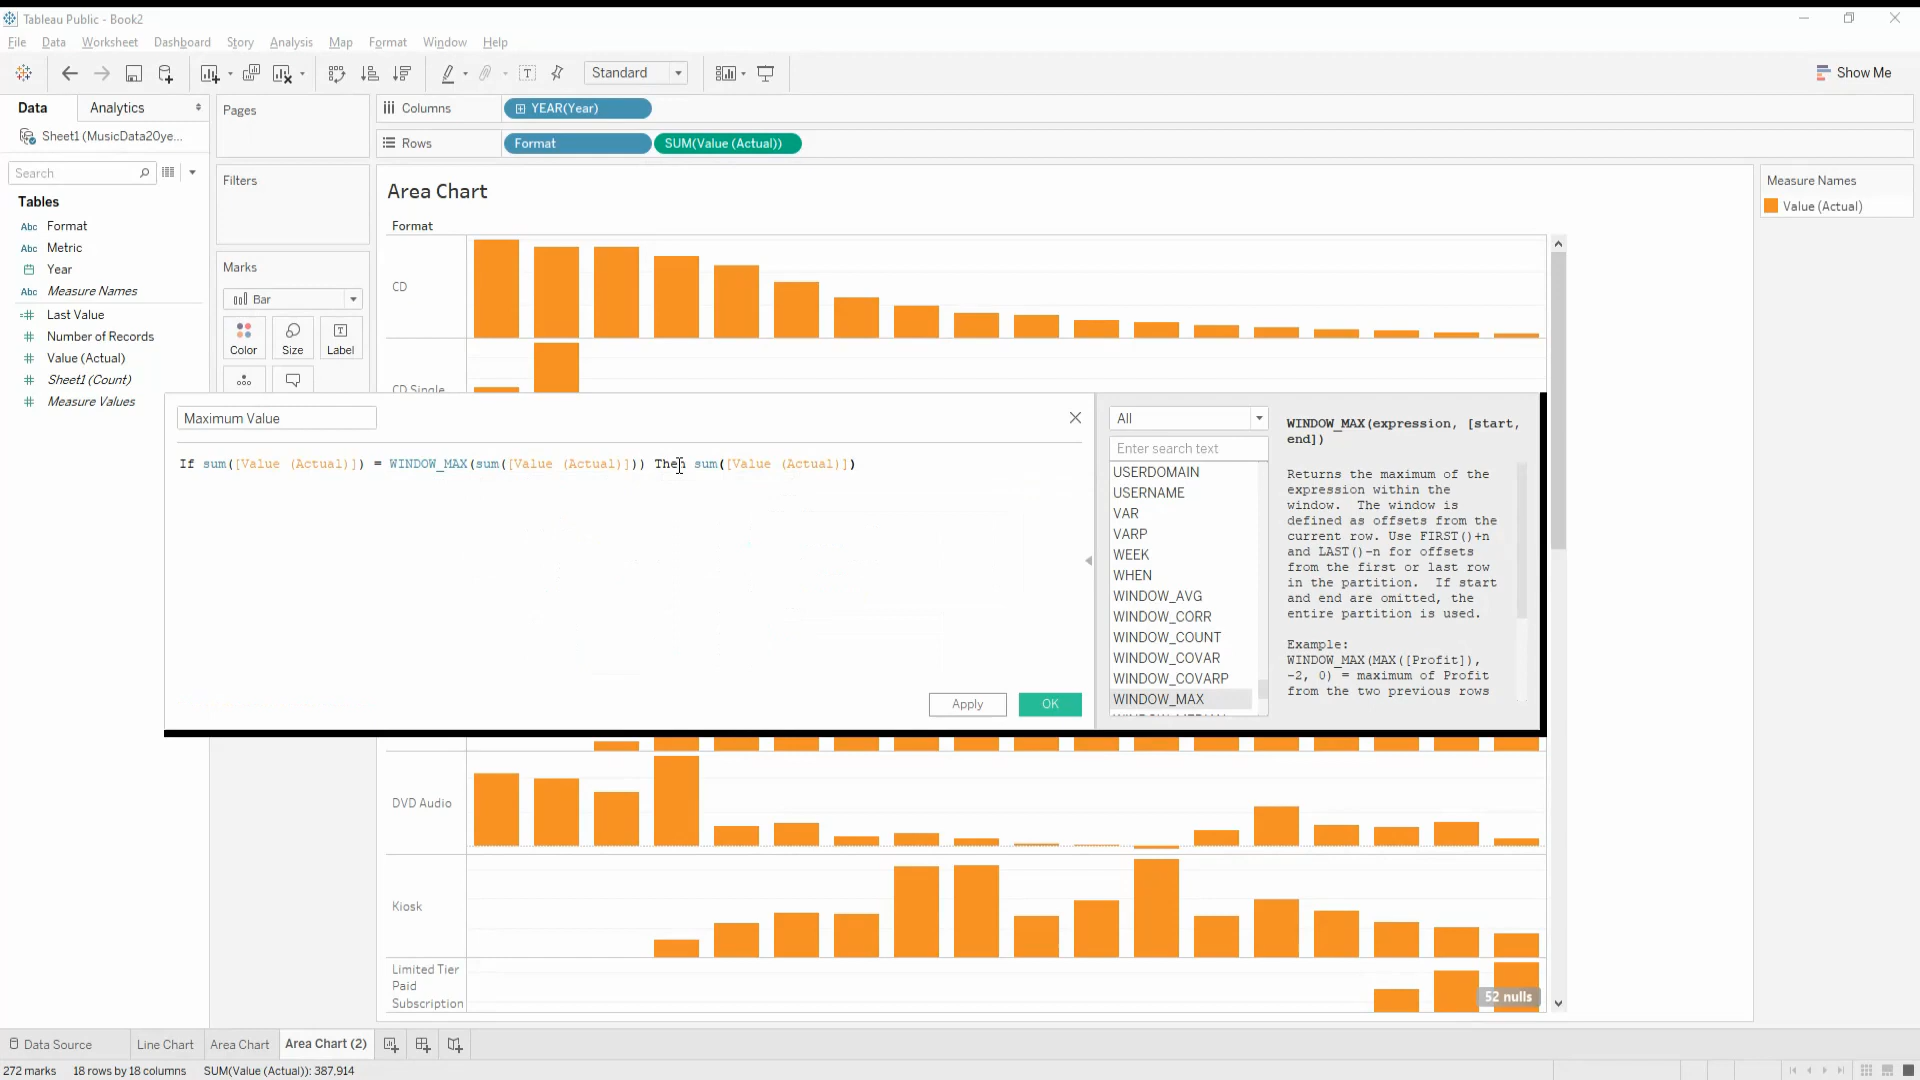 Tableau Public - Book2
File Data Worksheet Dashboard Story Analysis Map Format Window Help
Standard
Show Me
Data Analytics
Sheet1 (MusicData20ye...
Search
Tables
Abc Format
Abc Metric
Year
Abc Measure Names
Last Value
Number of Records
Value (Actual)
Sheet1 (Count)
Measure Values
Pages
Filters
Marks
Bar
Color Size Label
Columns YEAR(Year)
Rows Format SUM(Value (Actual))
Area Chart
Format
CD
CD Single
Measure Names
Value (Actual)
Maximum Value
If sum([Value (Actual)]) = WINDOW_MAX(sum([Value (Actual)])) Then sum([Value (Actual)])
Apply OK
All
Enter search text
USERDOMAIN
USERNAME
VAR
VARP
WEEK
WHEN
WINDOW_AVG
WINDOW_CORR
WINDOW_COUNT
WINDOW_COVAR
WINDOW_COVARP
WINDOW_MAX
WINDOW_MAX(expression, [start,
end])
Returns the maximum of the
expression within the
window. The window is
defined as offsets from the
current row. Use FIRST()+n
and LAST()-n for offsets
from the first or last row
in the partition. If start
and end are omitted, the
entire partition is used.
Example:
WINDOW_MAX(MAX([Profit]),
-2, 0) = maximum of Profit
from the two previous rows
DVD Audio
Kiosk
Limited Tier
Paid
Subscription
52 nulls
Data Source Line Chart Area Chart Area Chart (2)
272 marks 18 rows by 18 columns SUM(Value (Actual)): 387,914